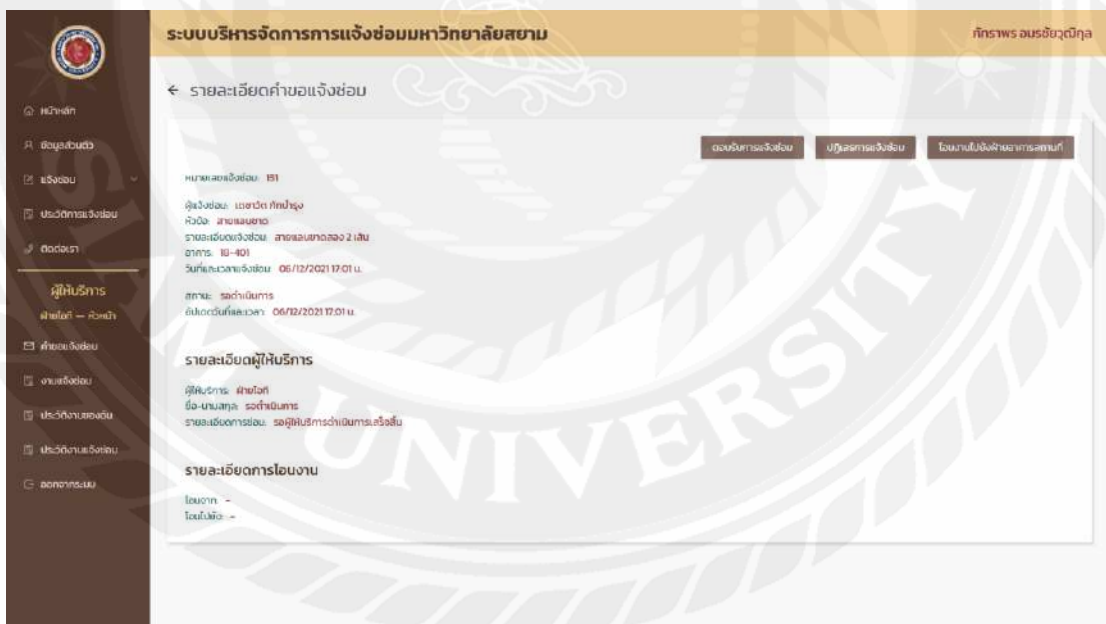 ระบบบริหารจัดการการแจ้งซ่อมมหาวิทยาลัยสยาม
ภัทราพร อมรชัยวุฒิกุล
← รายละเอียดคำขอแจ้งซ่อม
หน้าหลัก
ข้อมูลส่วนตัว
แจ้งซ่อม
ประวัติการแจ้งซ่อม
ติดต่อเรา
ผู้ให้บริการ
ฝ่ายไอที — หัวหน้า
คำขอแจ้งซ่อม
งานแจ้งซ่อม
ประวัติงานของฉัน
ประวัติงานแจ้งซ่อม
ออกจากระบบ
ตอบรับการแจ้งซ่อม
ปฏิเสธการแจ้งซ่อม
โอนงานไปยังฝ่ายอาคารสถานที่
หมายเลขแจ้งซ่อม: 151
ผู้แจ้งซ่อม: เตชาวัต ภักบำรุง
หัวข้อ: สายแลนขาด
รายละเอียดแจ้งซ่อม: สายแลนขาดสอง 2 เส้น
อาคาร: 18-401
วันที่และเวลาแจ้งซ่อม: 06/12/2021 17:01 น.
สถานะ: รอดำเนินการ
อัปเดตวันที่และเวลา: 06/12/2021 17:01 น.
รายละเอียดผู้ให้บริการ
ผู้ให้บริการ: ฝ่ายไอที
ชื่อ-นามสกุล: รอดำเนินการ
รายละเอียดการซ่อม: รอผู้ให้บริการดำเนินการเสร็จสิ้น
รายละเอียดการโอนงาน
โอนจาก: -
โอนไปยัง: -
SIAM UNIVERSITY